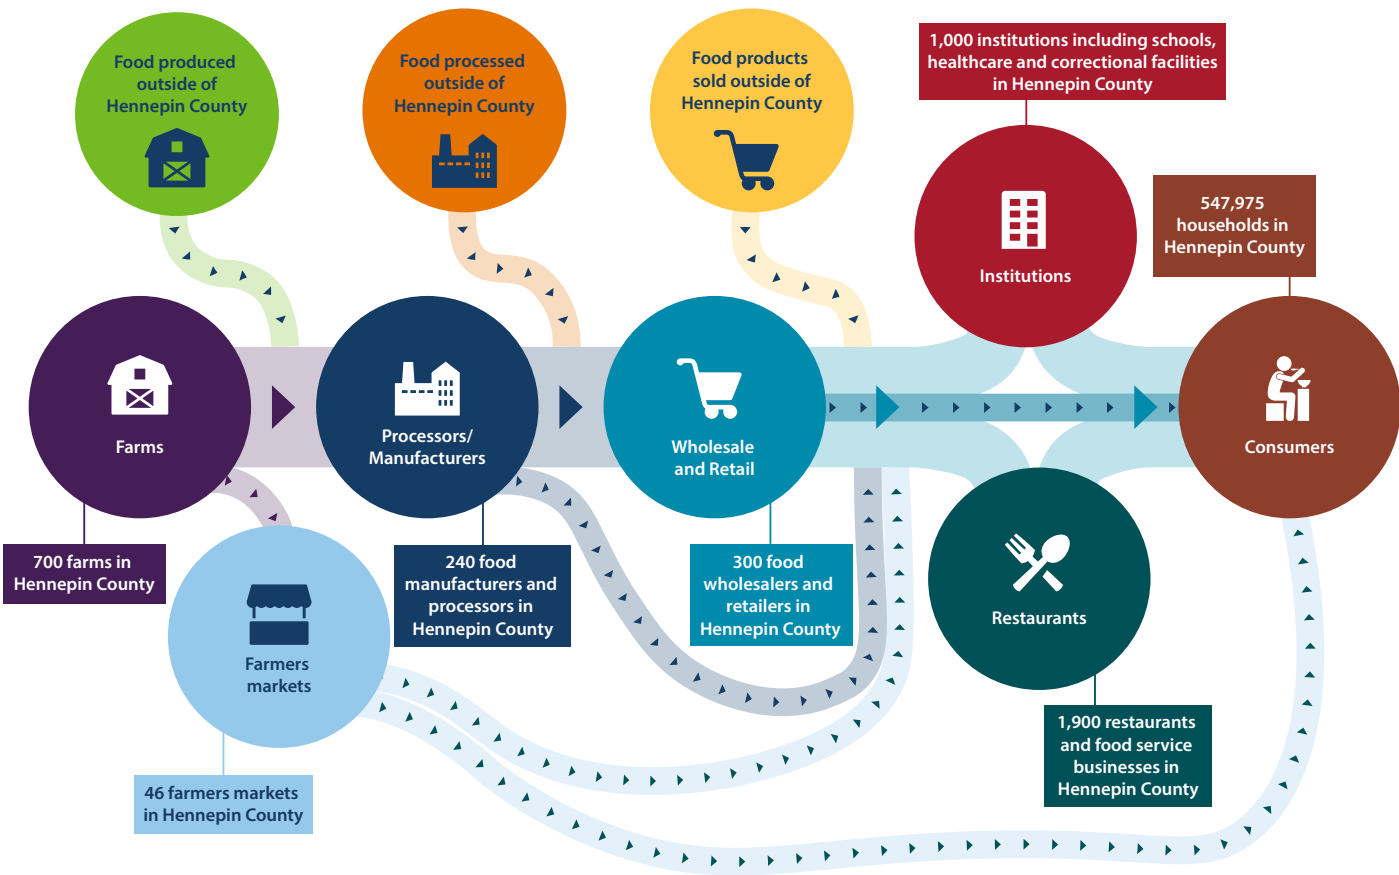 Food produced
outside of
Hennepin County
Food processed
outside of
Hennepin County
Food products
sold outside of
Hennepin County
1,000 institutions including schools,
healthcare and correctional facilities
in Hennepin County
Institutions
547,975
households in
Hennepin County
Farms
Processors/
Manufacturers
Wholesale
and Retail
Consumers
700 farms in
Hennepin County
240 food
manufacturers and
processors in
Hennepin County
300 food
wholesalers and
retailers in
Hennepin County
Restaurants
Farmers
markets
1,900 restaurants
and food service
businesses in
Hennepin County
46 farmers markets
in Hennepin County